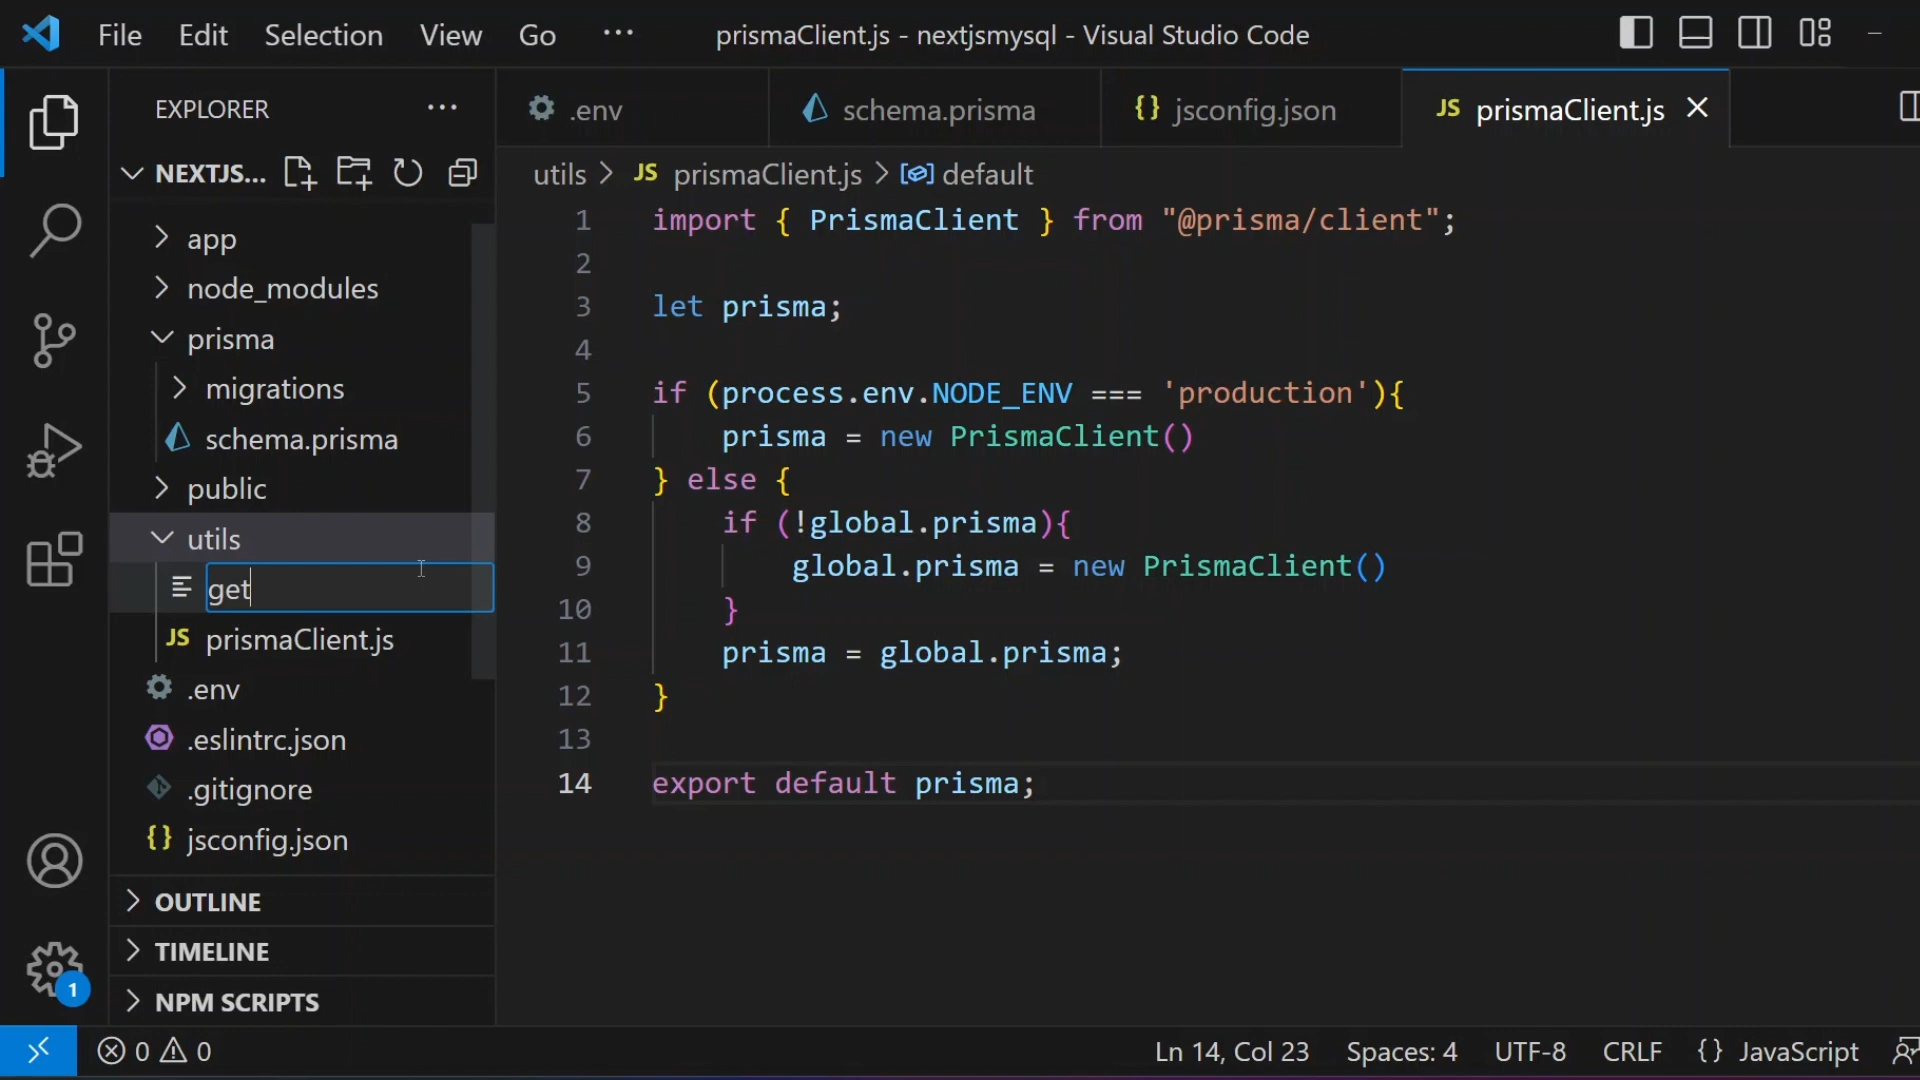 File Edit Selection View Go ··· prismaClient.js - nextjsmysql - Visual Studio Code
EXPLORER ···
NEXTJS...
app
node_modules
prisma
migrations
schema.prisma
public
utils
get
JS prismaClient.js
.env
.eslintrc.json
.gitignore
{} jsconfig.json
OUTLINE
TIMELINE
NPM SCRIPTS
1
.env schema.prisma {} jsconfig.json JS prismaClient.js
utils > JS prismaClient.js > default
1 import { PrismaClient } from "@prisma/client";
2
3 let prisma;
4
5 if (process.env.NODE_ENV === 'production'){
6 prisma = new PrismaClient()
7 } else {
8 if (!global.prisma){
9 global.prisma = new PrismaClient()
10 }
11 prisma = global.prisma;
12 }
13
14 export default prisma;
0 0 Ln 14, Col 23 Spaces: 4 UTF-8 CRLF {} JavaScript